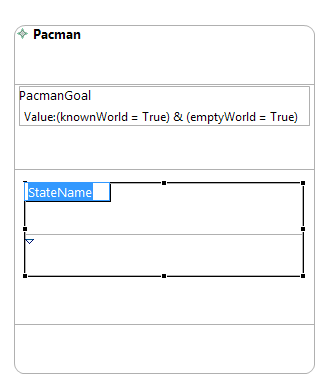 Pacman
PacmanGoal
Value:(knownWorld = True) & (emptyWorld = True)
StateName